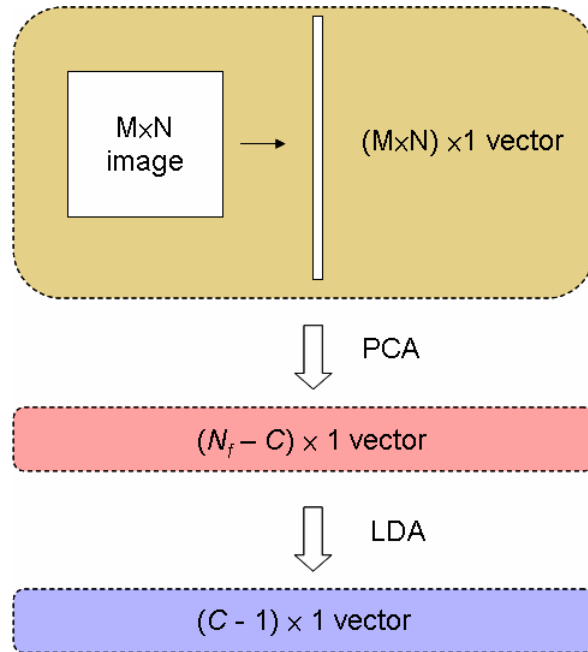 M×N
image
(M×N) ×1 vector
PCA
(N_f – C) × 1 vector
LDA
(C - 1) × 1 vector